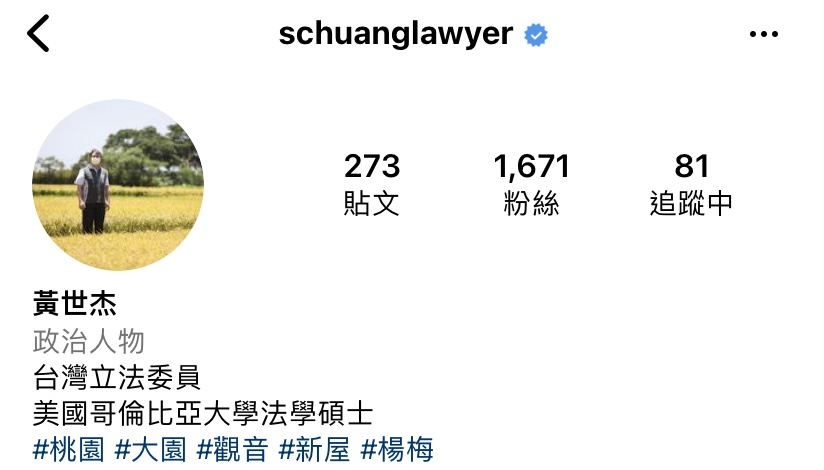 schuanglawyer
273 1,671 81
貼文 粉絲 追蹤中
黃世杰
政治人物
台灣立法委員
美國哥倫比亞大學法學碩士
#桃園 #大園 #觀音 #新屋 #楊梅